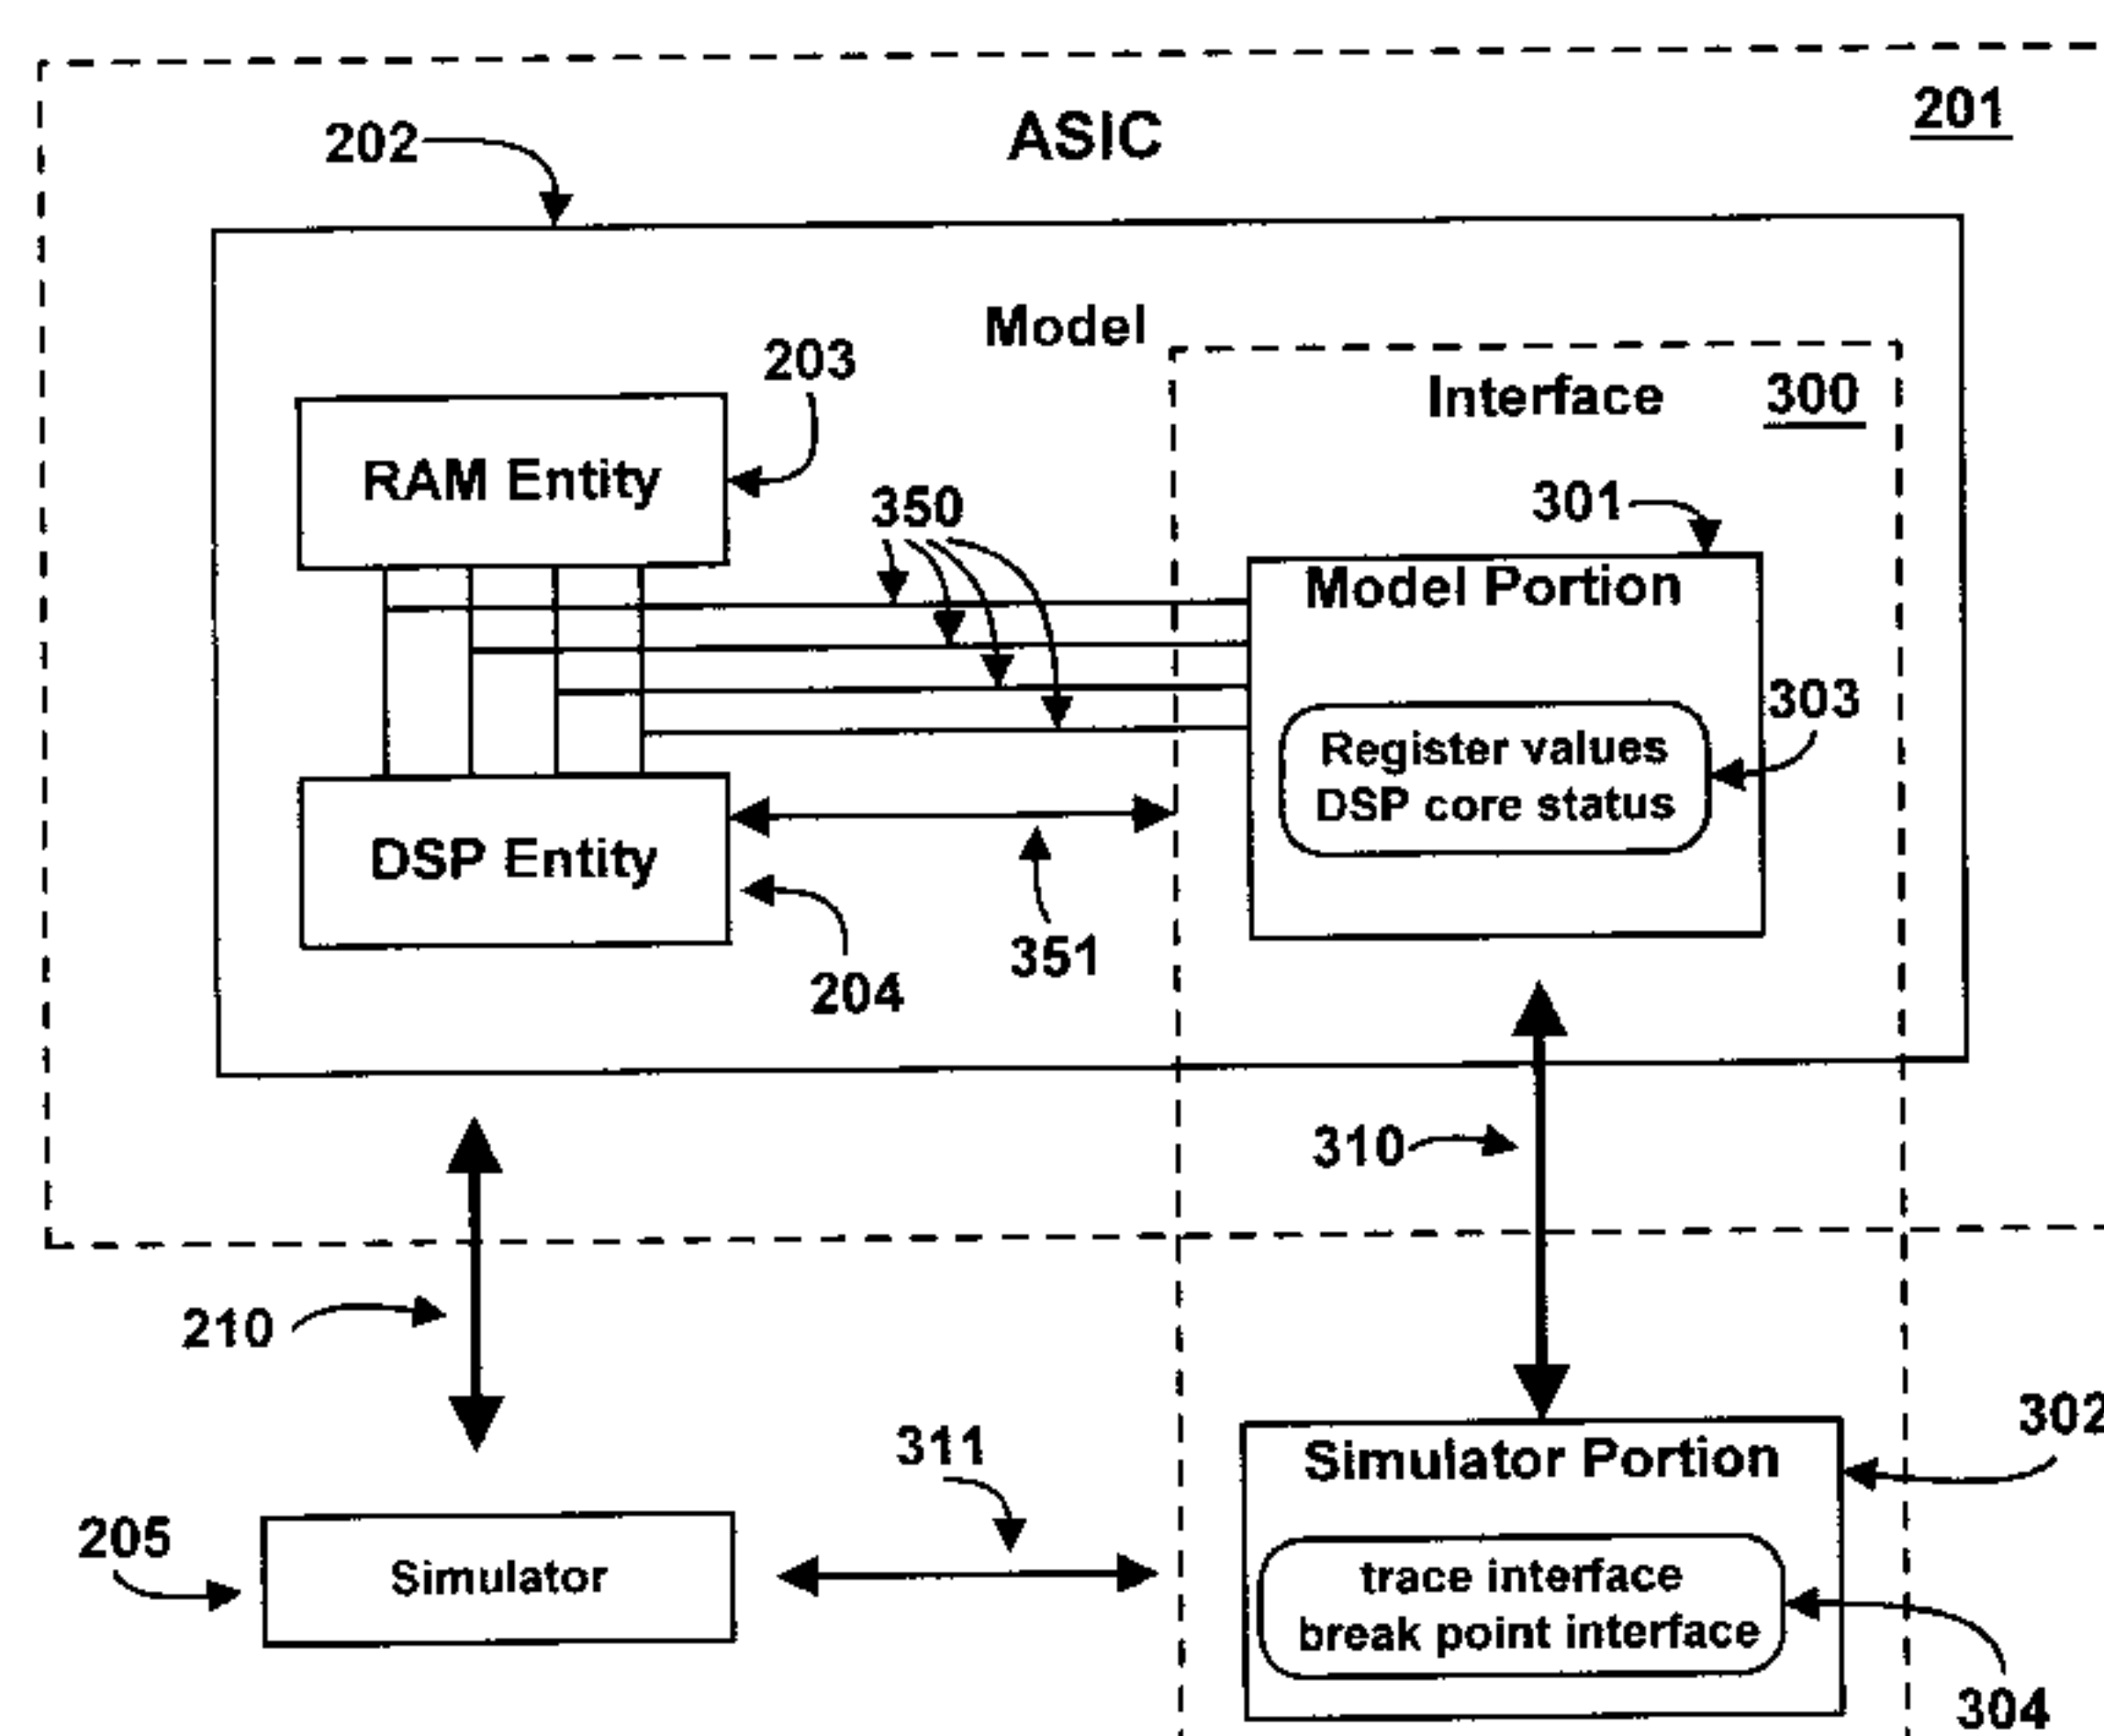 201
ASIC
202
Model
203
Interface 300
RAM Entity
350
301
Model Portion
303
Register values
DSP core status
DSP Entity
351
204
310
210
302
311
Simulator Portion
205
Simulator
trace interface
break point interface
304